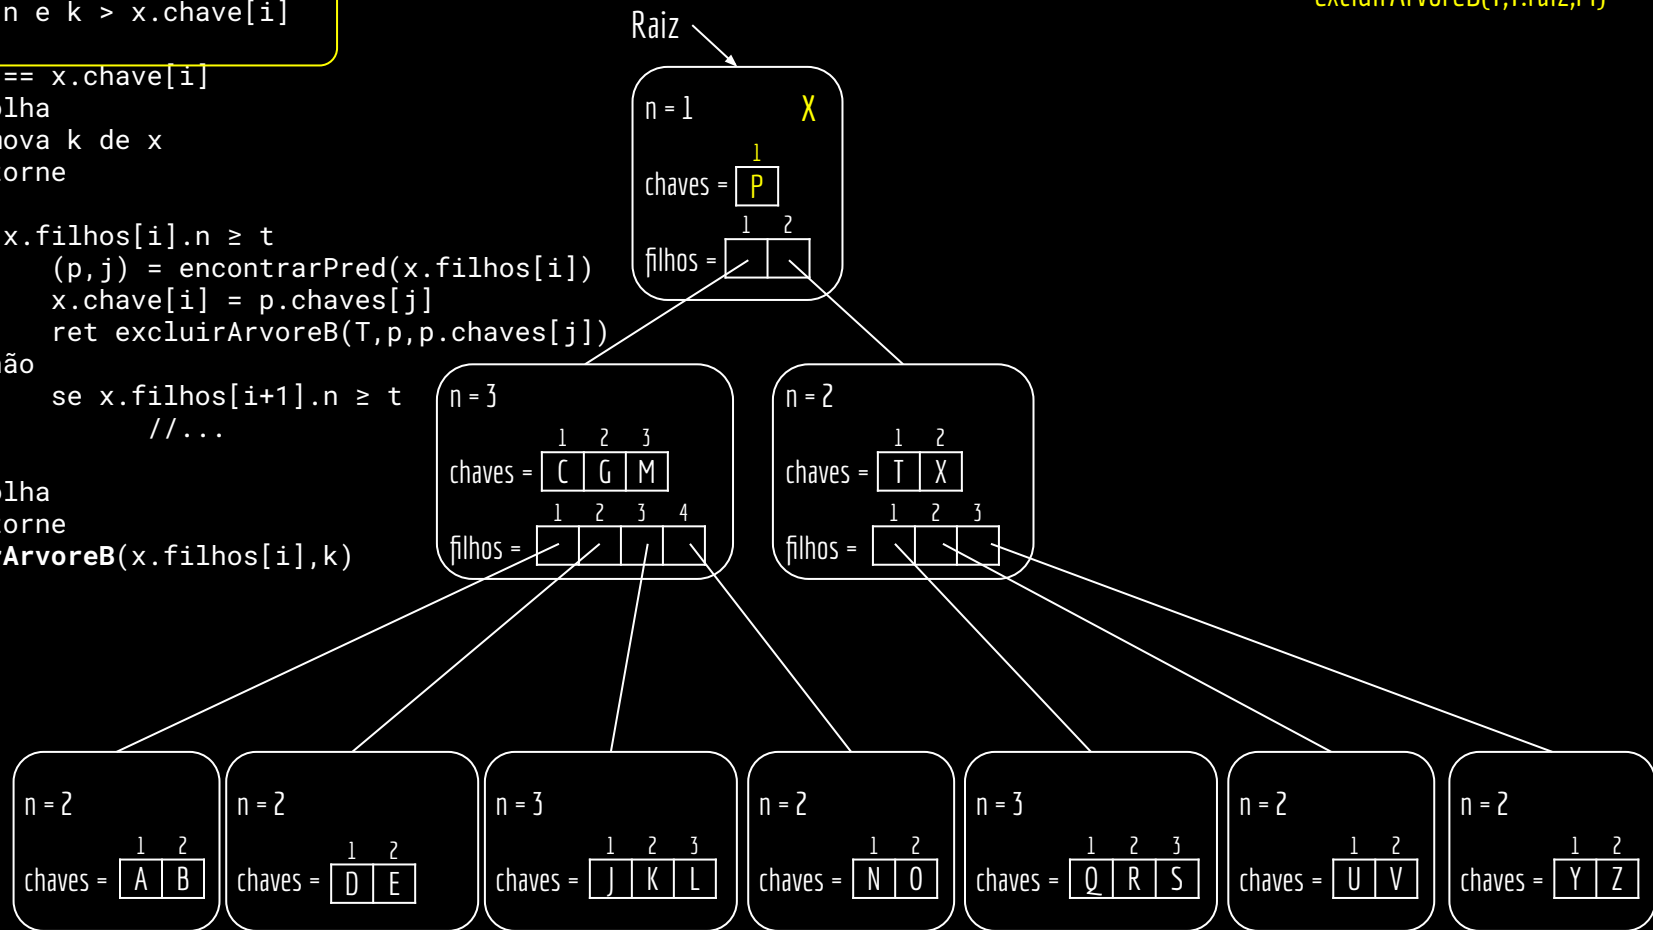 n e k > x.chave[i]
== x.chave[i]
lha
ova k de x
orne
x.filhos[i].n ≥ t
(p,j) = encontrarPred(x.filhos[i])
x.chave[i] = p.chaves[j]
ret excluirArvoreB(T,p,p.chaves[j])
ão
se x.filhos[i+1].n ≥ t
//...
lha
orne
ArvoreB(x.filhos[i],k)
Raiz
n = 1 X
1
chaves = P
1 2
filhos =
n = 3
1 2 3
chaves = C G M
1 2 3 4
filhos =
n = 2
1 2
chaves = T X
1 2 3
filhos =
n = 2
1 2
chaves = A B
n = 2
1 2
chaves = D E
n = 3
1 2 3
chaves = J K L
n = 2
1 2
chaves = N O
n = 3
1 2 3
chaves = Q R S
n = 2
1 2
chaves = U V
n = 2
1 2
chaves = Y Z